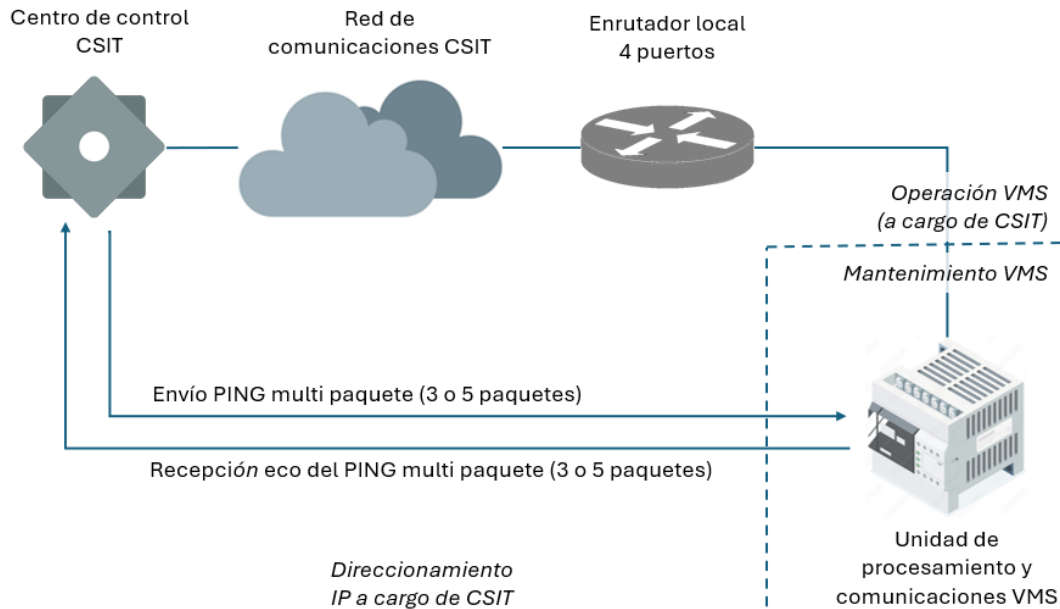 Centro de control
CSIT
Red de
comunicaciones CSIT
Enrutador local
4 puertos
Operación VMS
(a cargo de CSIT)
Mantenimiento VMS
Envío PING multi paquete (3 o 5 paquetes)
Recepción eco del PING multi paquete (3 o 5 paquetes)
Unidad de
procesamiento y
comunicaciones VMS
Direccionamiento
IP a cargo de CSIT